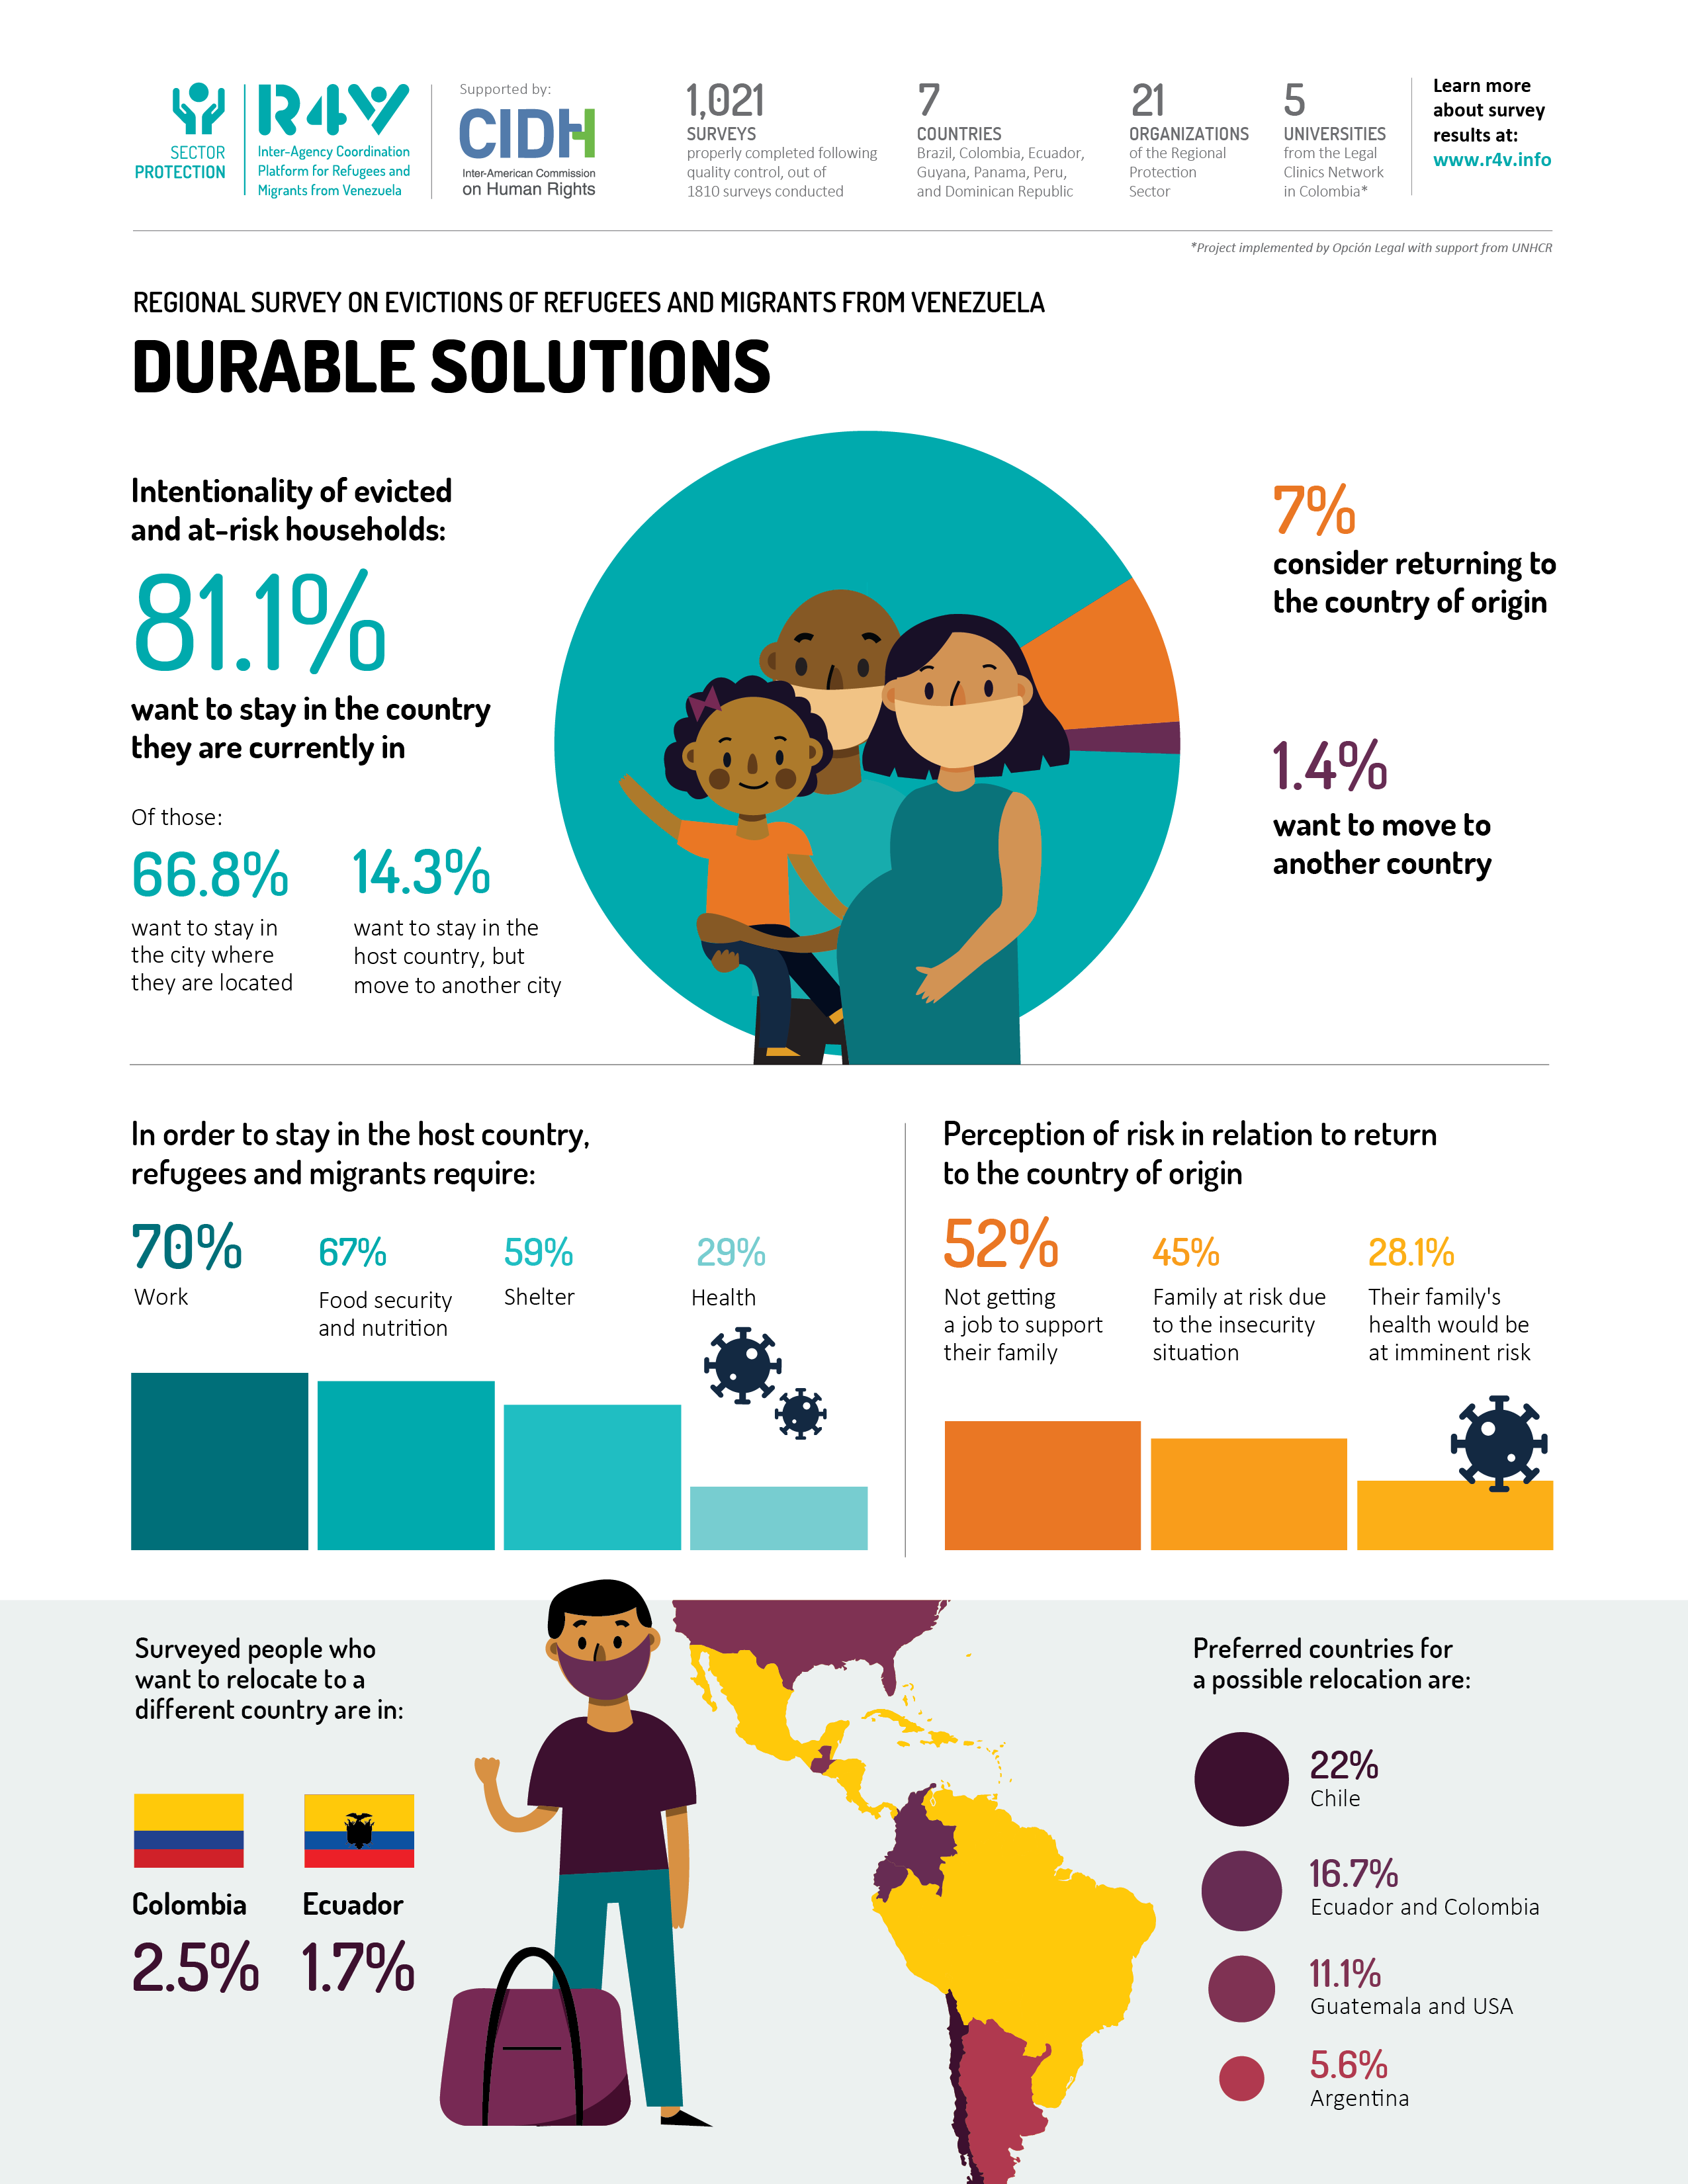 SECTOR
PROTECTION
R4V
Inter-Agency Coordination
Platform for Refugees and
Migrants from Venezuela
Supported by:
CIDH
Inter-American Commission
on Human Rights
1,021
SURVEYS
properly completed following
quality control, out of
1810 surveys conducted
7
COUNTRIES
Brazil, Colombia, Ecuador,
Guyana, Panama, Peru,
and Dominican Republic
21
ORGANIZATIONS
of the Regional
Protection
Sector
5
UNIVERSITIES
from the Legal
Clinics Network
in Colombia*
Learn more
about survey
results at:
www.r4v.info
*Project implemented by Opción Legal with support from UNHCR
REGIONAL SURVEY ON EVICTIONS OF REFUGEES AND MIGRANTS FROM VENEZUELA
DURABLE SOLUTIONS
Intentionality of evicted
and at-risk households:
81.1%
want to stay in the country
they are currently in
Of those:
66.8%
want to stay in
the city where
they are located
14.3%
want to stay in the
host country, but
move to another city
7%
consider returning to
the country of origin
1.4%
want to move to
another country
In order to stay in the host country,
refugees and migrants require:
70%
Work
67%
Food security
and nutrition
59%
Shelter
29%
Health
Perception of risk in relation to return
to the country of origin
52%
Not getting
a job to support
their family
45%
Family at risk due
to the insecurity
situation
28.1%
Their family's
health would be
at imminent risk
Surveyed people who
want to relocate to a
different country are in:
Colombia
2.5%
Ecuador
1.7%
Preferred countries for
a possible relocation are:
22%
Chile
16.7%
Ecuador and Colombia
11.1%
Guatemala and USA
5.6%
Argentina